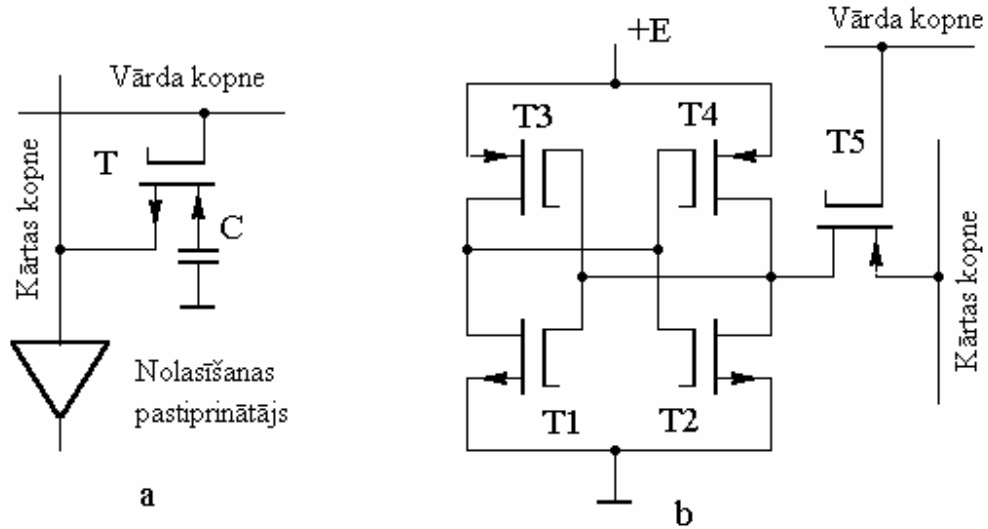 Vārda kopne
T
C
Kārtas kopne
Nolasīšanas
pastiprinātājs
a
+E
Vārda kopne
T3
T4
T5
Kārtas kopne
T1
T2
b